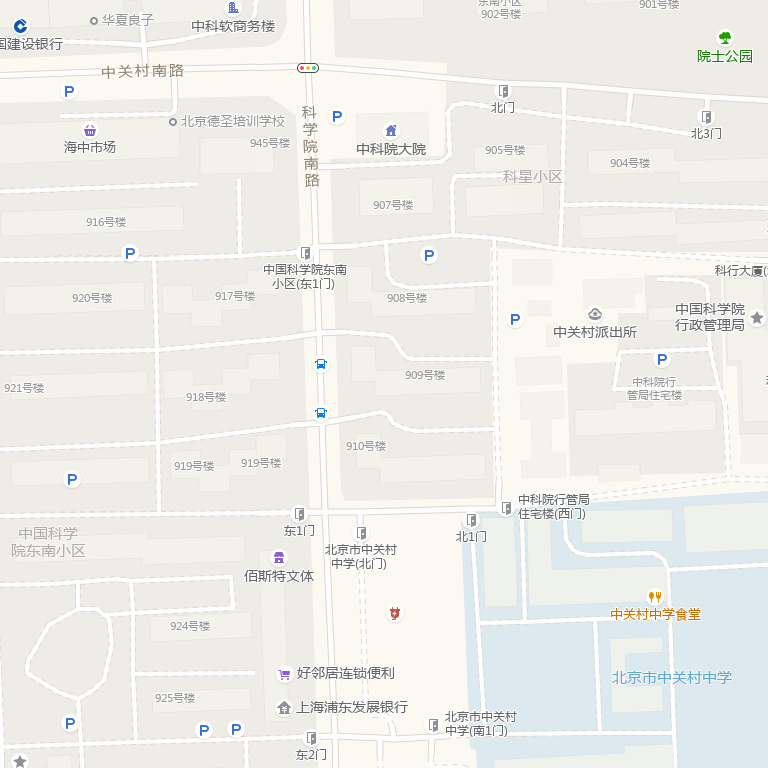 东南小区
902号楼
901号楼
华夏良子
中科软商务楼
国建设银行
院士公园
中关村南路
P
北门
科学院南路
P
北京德圣培训学校
北3门
海中市场
945号楼
中科院大院
905号楼
904号楼
科星小区
907号楼
916号楼
P
P
中国科学院东南
小区(东1门)
科行大厦(
920号楼
917号楼
908号楼
P
中关村派出所
中国科学院
行政管理局
P
921号楼
918号楼
909号楼
中科院行
管局住宅楼
910号楼
919号楼
919号楼
P
中科院行管局
住宅楼(西门)
中国科学
院东南小区
东1门
北1门
北京市中关村
中学(北门)
佰斯特文体
中关村中学食堂
924号楼
好邻居连锁便利
北京市中关村中学
925号楼
上海浦东发展银行
P
P
P
北京市中关村
中学(南1门)
东2门